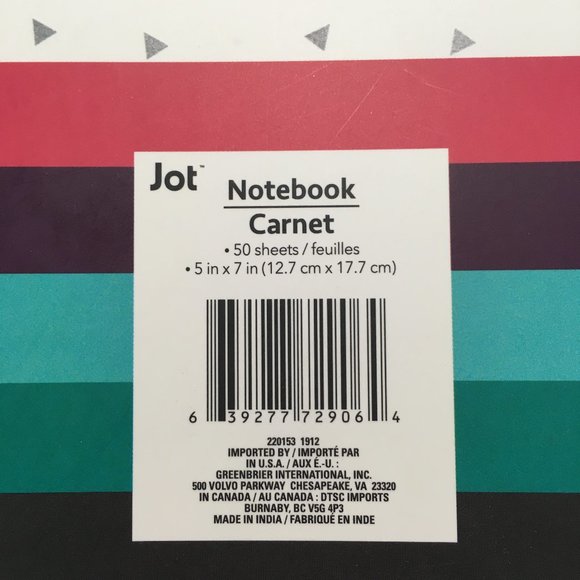 Jot™
Notebook
Carnet
• 50 sheets / feuilles
• 5 in x 7 in (12.7 cm x 17.7 cm)
6 39277 72906 4
220153 1912
IMPORTED BY / IMPORTÉ PAR
IN U.S.A. / AUX É.-U. :
GREENBRIER INTERNATIONAL, INC.
500 VOLVO PARKWAY CHESAPEAKE, VA 23320
IN CANADA / AU CANADA : DTSC IMPORTS
BURNABY, BC V5G 4P3
MADE IN INDIA / FABRIQUÉ EN INDE